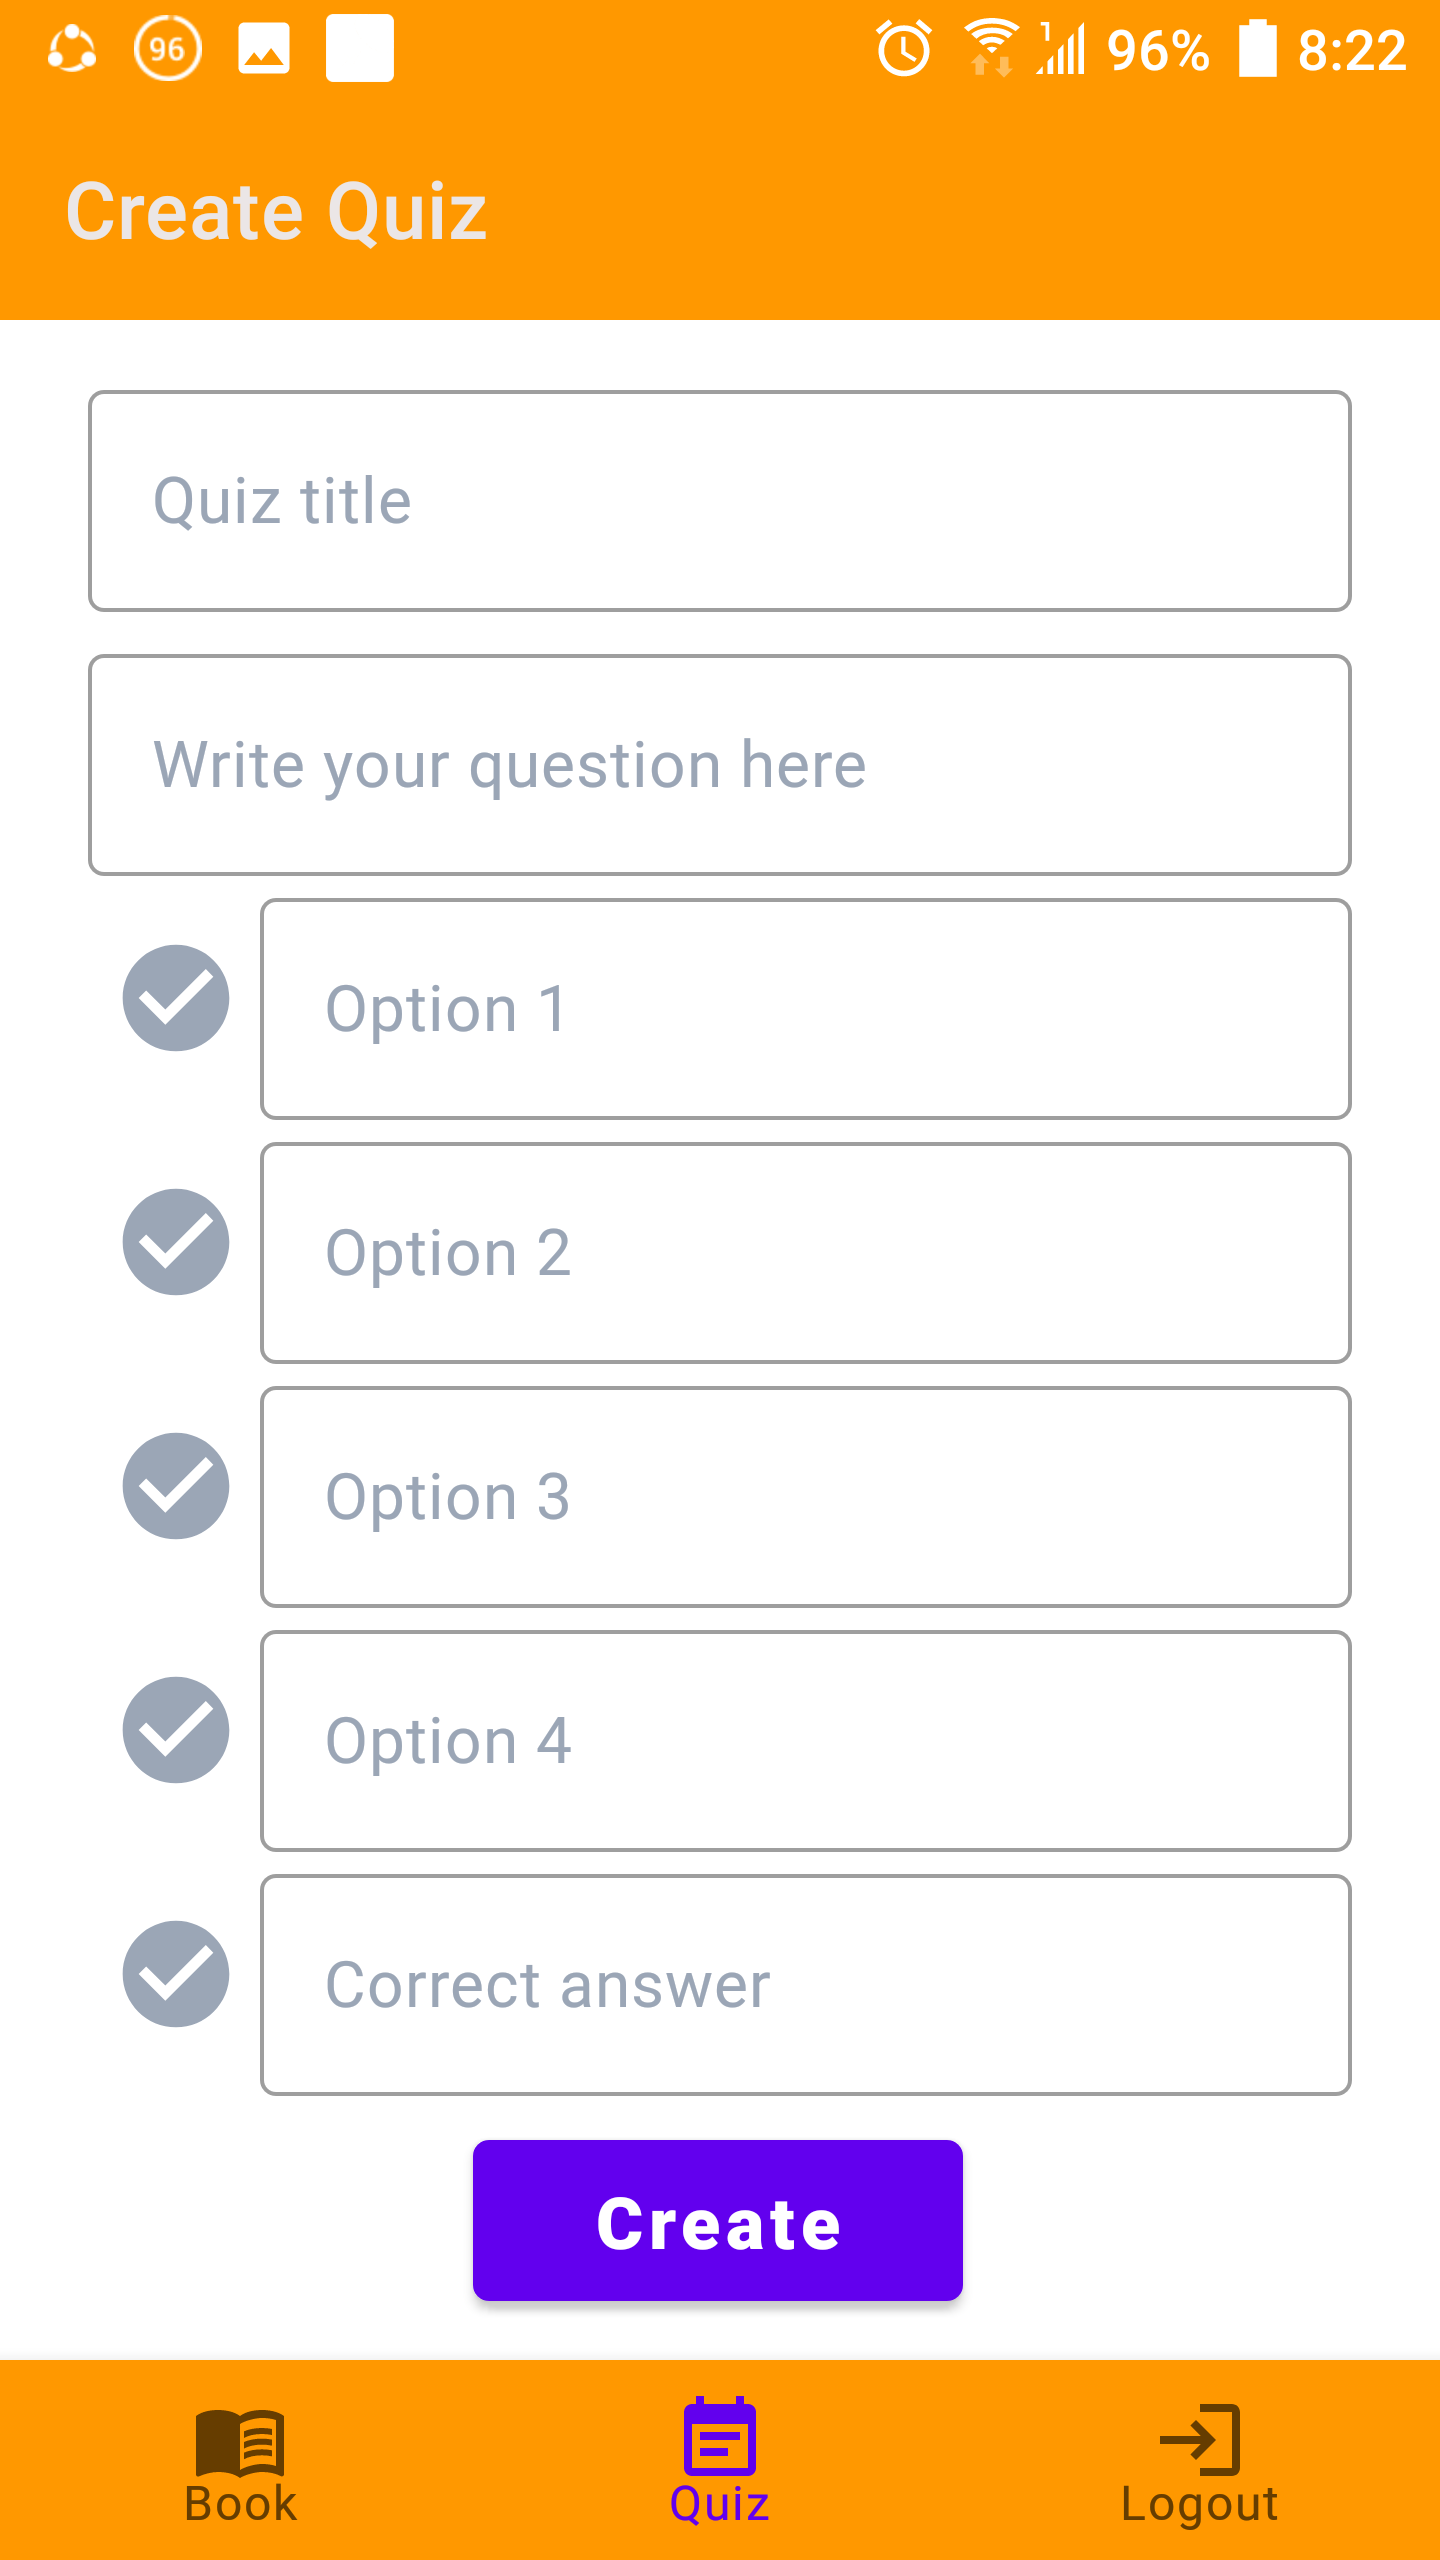 96 1 96% 8:22
Create Quiz
Quiz title
Write your question here
Option 1
Option 2
Option 3
Option 4
Correct answer
Create
Book Quiz Logout